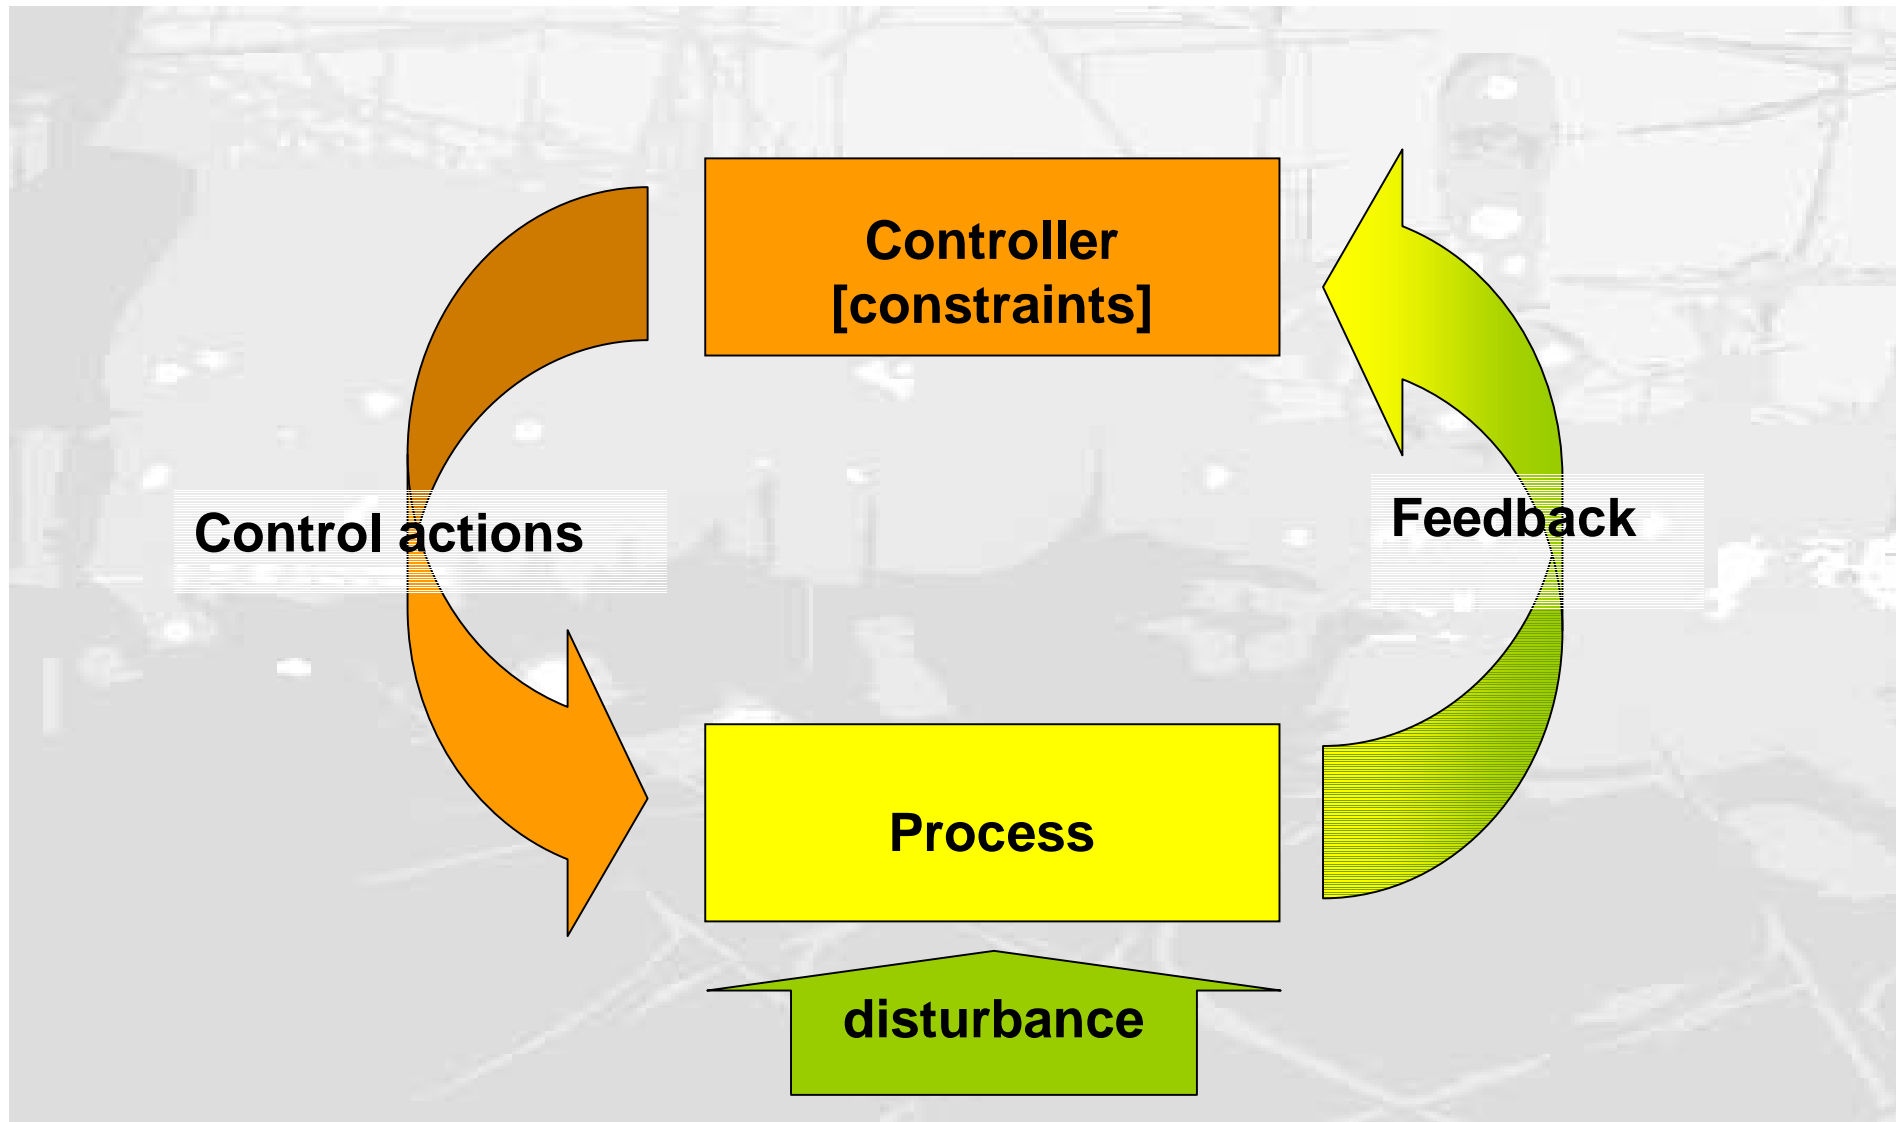 Controller
[constraints]
Control actions
Feedback
Process
disturbance